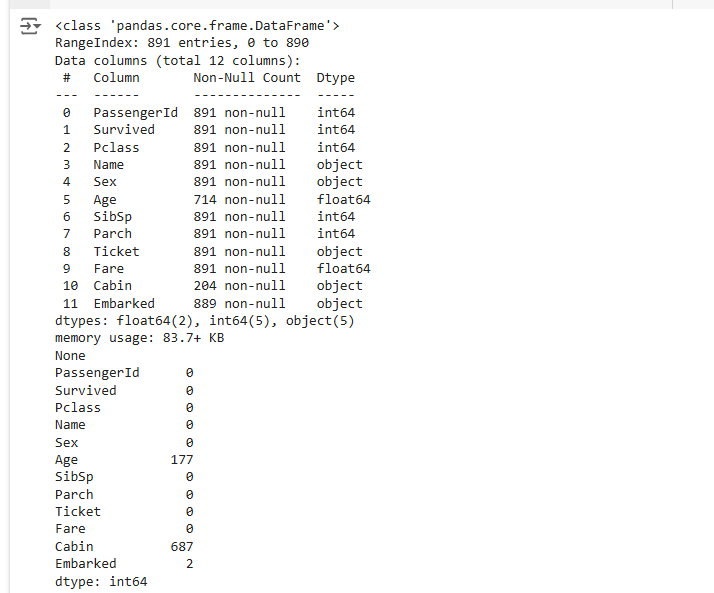 <class 'pandas.core.frame.DataFrame'>
RangeIndex: 891 entries, 0 to 890
Data columns (total 12 columns):
 #   Column       Non-Null Count  Dtype
---  ------       --------------  -----
 0   PassengerId  891 non-null    int64
 1   Survived     891 non-null    int64
 2   Pclass       891 non-null    int64
 3   Name         891 non-null    object
 4   Sex          891 non-null    object
 5   Age          714 non-null    float64
 6   SibSp        891 non-null    int64
 7   Parch        891 non-null    int64
 8   Ticket       891 non-null    object
 9   Fare         891 non-null    float64
 10  Cabin        204 non-null    object
 11  Embarked     889 non-null    object
dtypes: float64(2), int64(5), object(5)
memory usage: 83.7+ KB
None
PassengerId      0
Survived         0
Pclass           0
Name             0
Sex              0
Age            177
SibSp            0
Parch            0
Ticket           0
Fare             0
Cabin          687
Embarked         2
dtype: int64